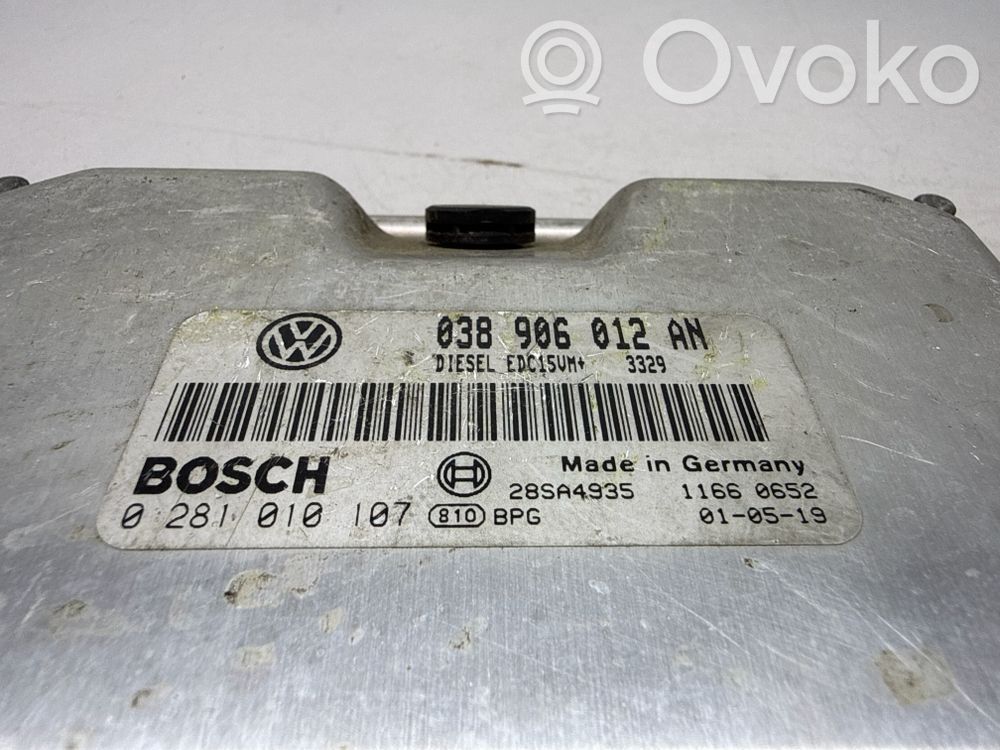 Ovoko
VW 038 906 012 AN
DIESEL EDC15VM+ 3329
BOSCH Made in Germany
28SA4935 1166 0652
0 281 010 107 810 BPG 01-05-19